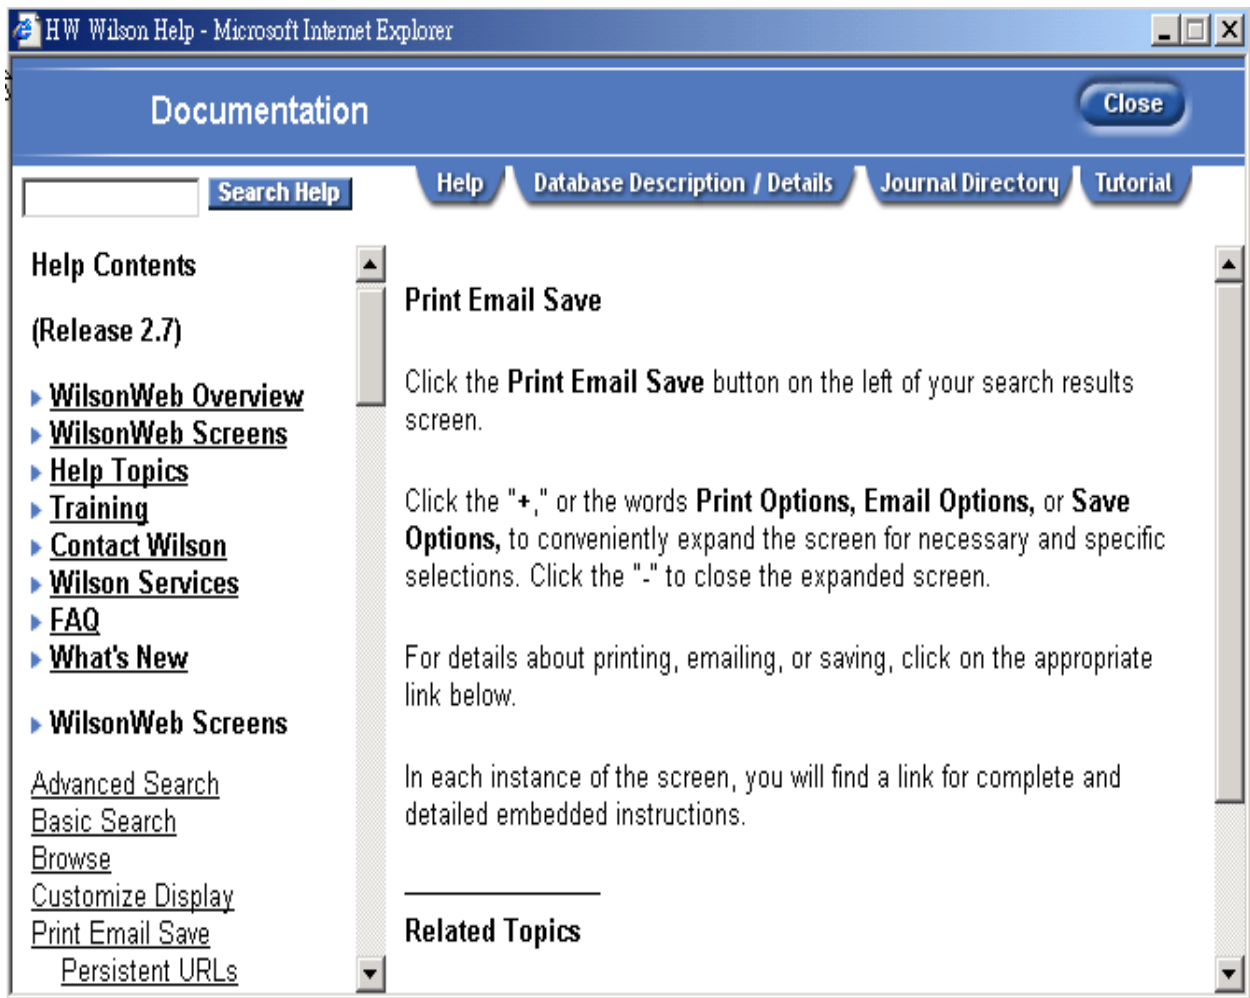 HW Wilson Help - Microsoft Internet Explorer
Documentation
Close
Search Help
Help
Database Description / Details
Journal Directory
Tutorial
Help Contents
(Release 2.7)
WilsonWeb Overview
WilsonWeb Screens
Help Topics
Training
Contact Wilson
Wilson Services
FAQ
What's New
WilsonWeb Screens
Advanced Search
Basic Search
Browse
Customize Display
Print Email Save
Persistent URLs
Print Email Save
Click the Print Email Save button on the left of your search results
screen.
Click the "+," or the words Print Options, Email Options, or Save
Options, to conveniently expand the screen for necessary and specific
selections. Click the "-" to close the expanded screen.
For details about printing, emailing, or saving, click on the appropriate
link below.
In each instance of the screen, you will find a link for complete and
detailed embedded instructions.
Related Topics